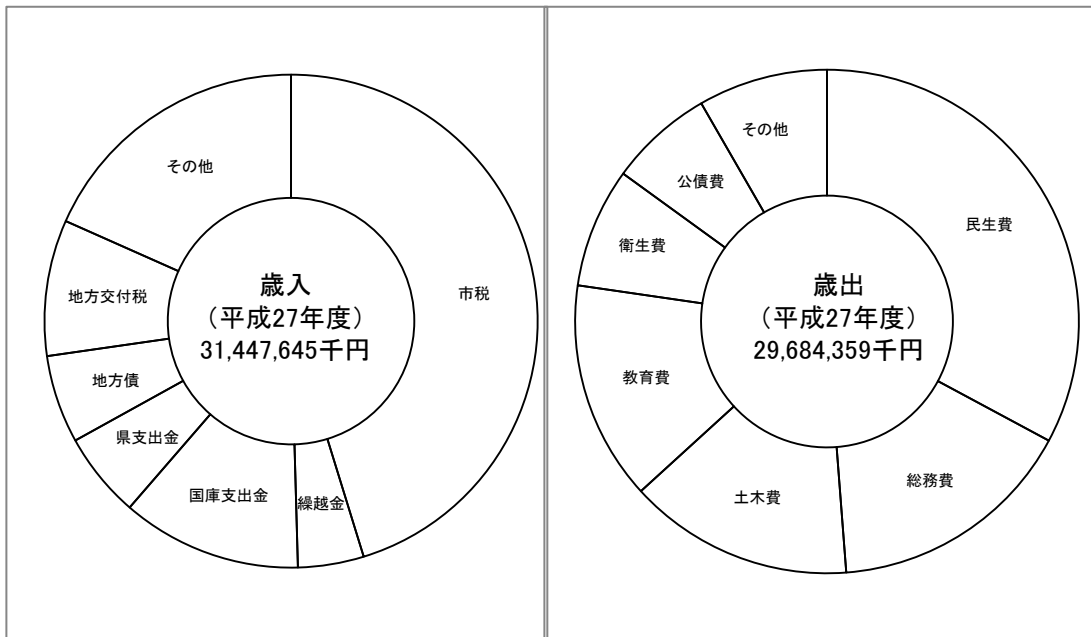 その他
地方交付税
地方債
県支出金
国庫支出金
繰越金
市税
歳入
（平成27年度）
31,447,645千円
その他
公債費
衛生費
教育費
土木費
総務費
民生費
歳出
（平成27年度）
29,684,359千円